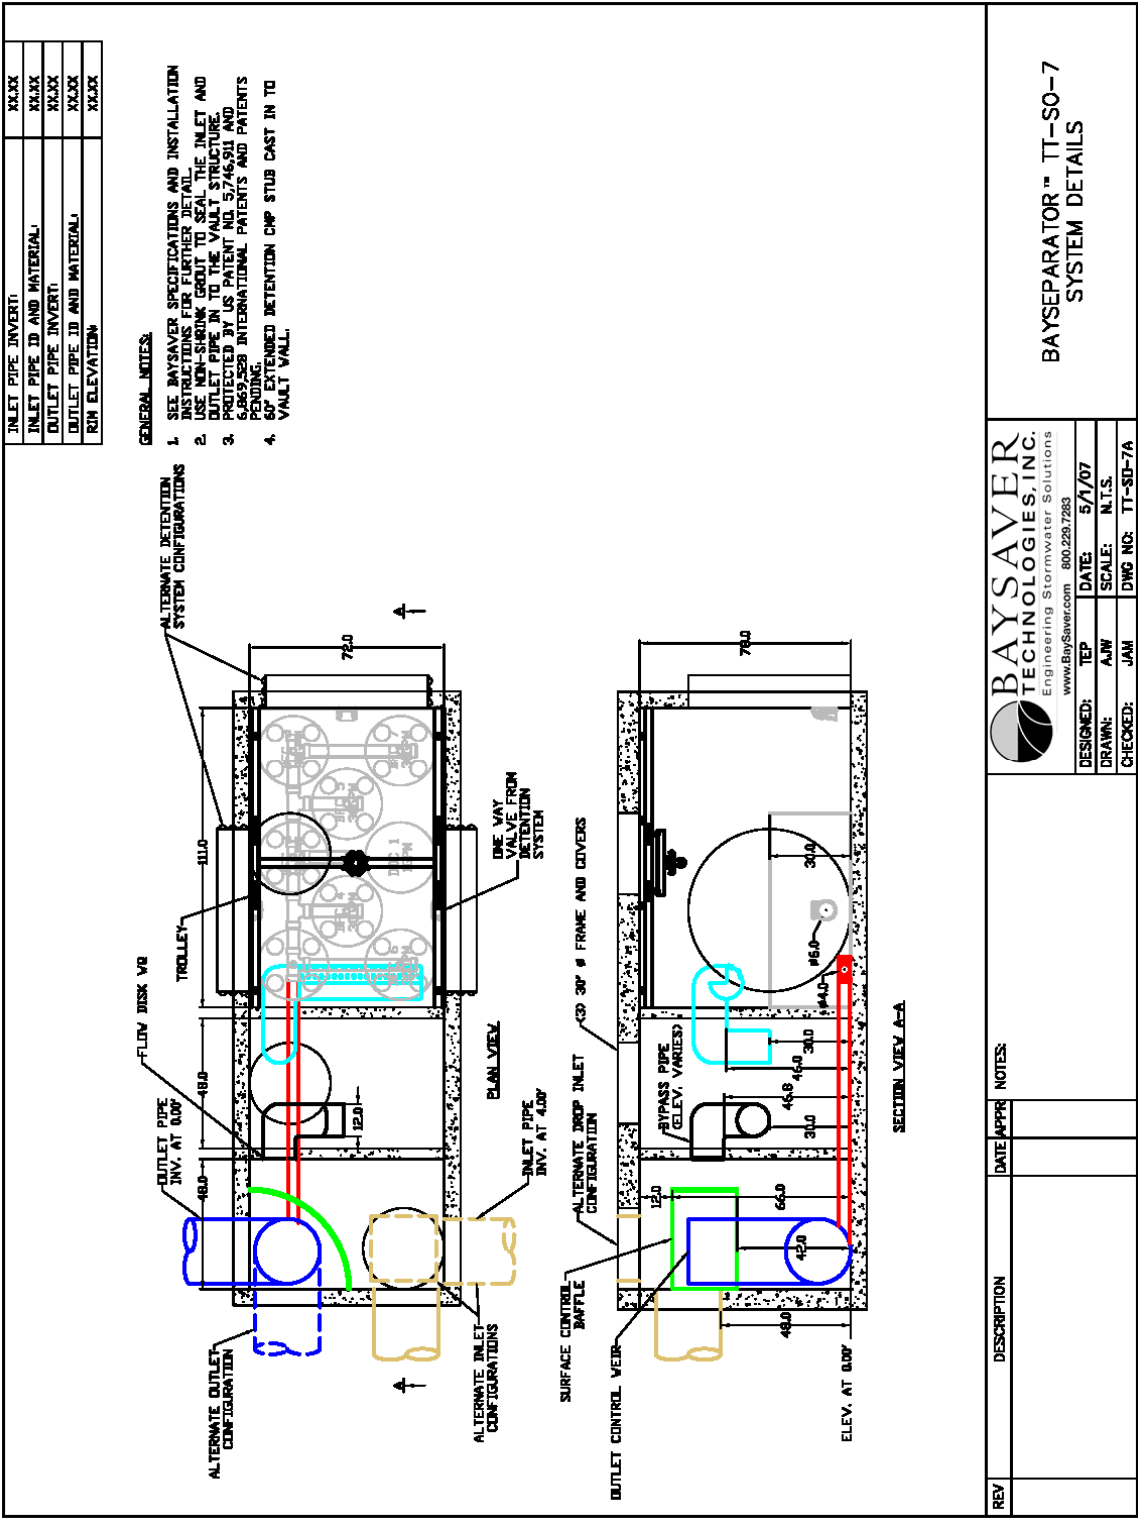 INLET PIPE INVERT: XX.XX
INLET PIPE ID AND MATERIAL: XX.XX
OUTLET PIPE INVERT: XX.XX
OUTLET PIPE ID AND MATERIAL: XX.XX
RIM ELEVATION: XX.XX
GENERAL NOTES:
1. SEE BAYSAVER SPECIFICATIONS AND INSTALLATION
INSTRUCTIONS FOR FURTHER DETAIL.
2. USE NON-SHRINK GROUT TO SEAL THE INLET AND
OUTLET PIPE IN TO THE VAULT STRUCTURE.
3. PROTECTED BY US PATENT NO. 5,746,911 AND
6,869,528 INTERNATIONAL PATENTS AND PATENTS
PENDING.
4. 60" EXTENDED DETENTION CMP STUB CAST IN TO
VAULT WALL.
ALTERNATE DETENTION
SYSTEM CONFIGURATIONS
FLOW DISK WQ
TROLLEY
OUTLET PIPE
INV. AT 0.00'
ALTERNATE OUTLET
CONFIGURATION
48.0
48.0
111.0
72.0
12.0
A
A
ONE WAY
VALVE FROM
DETENTION
SYSTEM
PLAN VIEW
INLET PIPE
INV. AT 4.00'
ALTERNATE INLET
CONFIGURATIONS
SURFACE CONTROL
BAFFLE
OUTLET CONTROL WEIR
ALTERNATE DROP INLET
CONFIGURATION
(3) 30" ø FRAME AND COVERS
BYPASS PIPE
(ELEV. VARIES)
12.0
66.0
42.0
48.0
30.0
46.8
46.0
30.0
30.0
ø4.0
ø6.0
78.0
ELEV. AT 0.00'
SECTION VIEW A-A
REV
DESCRIPTION
DATE
APPR
NOTES:
BAYSAVER
TECHNOLOGIES, INC.
Engineering Stormwater Solutions
www.BaySaver.com 800.229.7283
DESIGNED: TEP
DATE: 5/1/07
DRAWN: AJW
SCALE: N.T.S.
CHECKED: JAM
DWG NO: TT-SO-7A
BAYSEPARATOR™ TT-SO-7
SYSTEM DETAILS